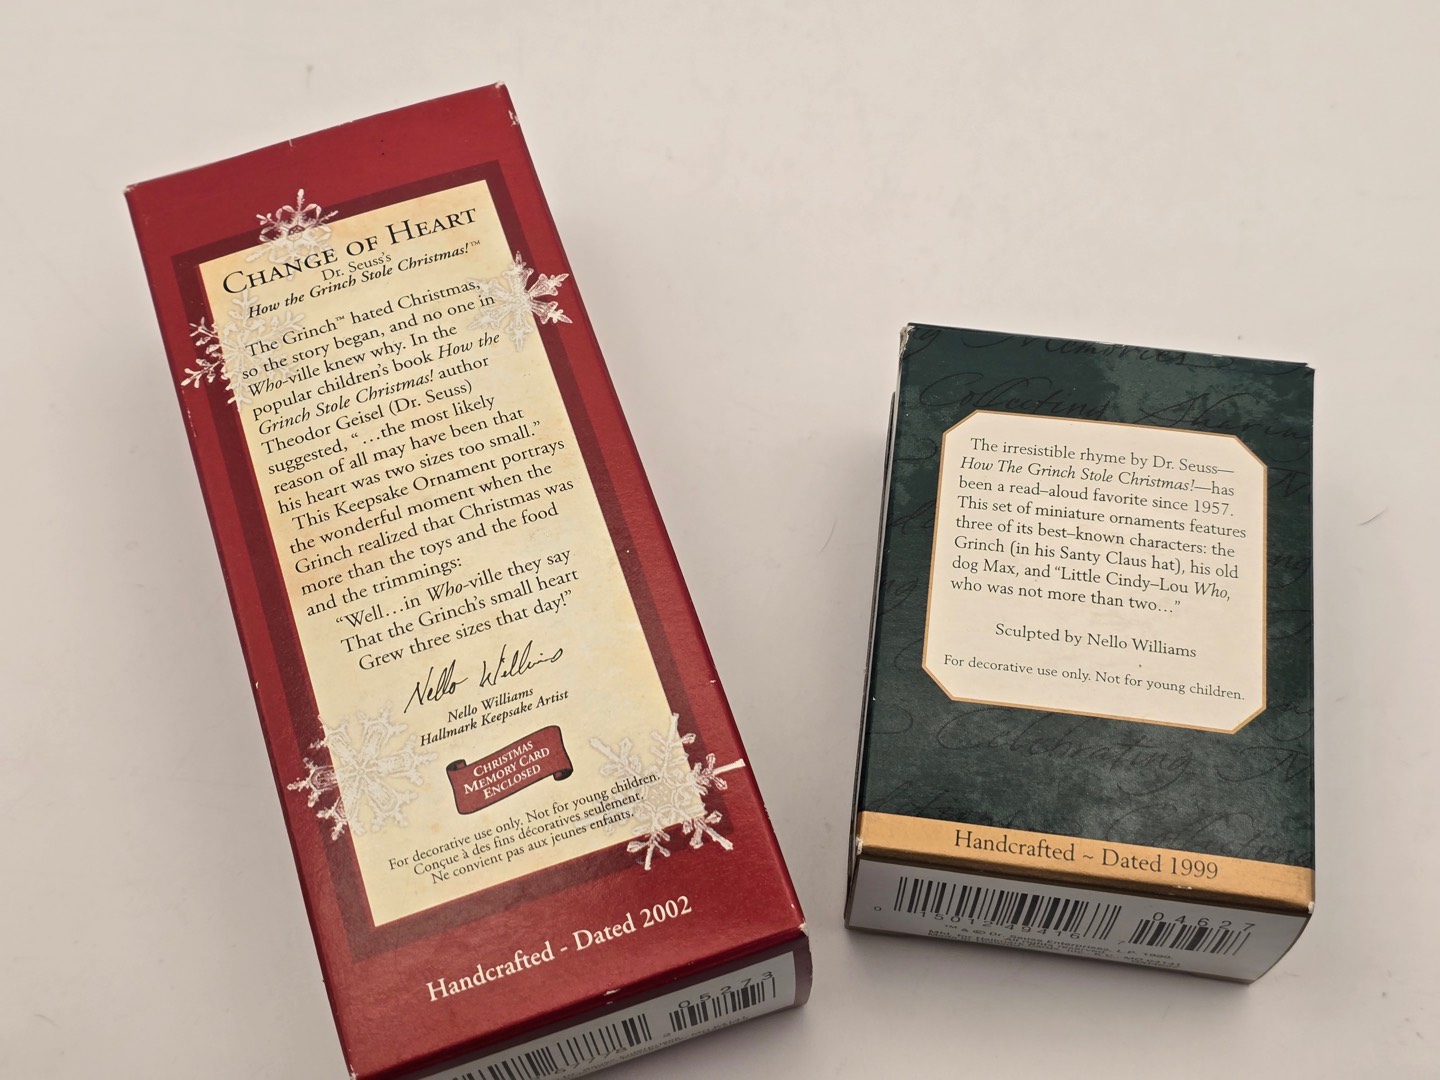 CHANGE OF HEART
Dr. Seuss's
How the Grinch Stole Christmas!™
The Grinch™ hated Christmas,
so the story began, and no one in
Who-ville knew why. In the
popular children's book How the
Grinch Stole Christmas! author
Theodor Geisel (Dr. Seuss)
suggested, “…the most likely
reason of all may have been that
his heart was two sizes too small.”
This Keepsake Ornament portrays
the wonderful moment when the
Grinch realized that Christmas was
more than the toys and the food
and the trimmings:
“Well…in Who-ville they say
That the Grinch's small heart
Grew three sizes that day!”
Nello Williams
Nello Williams
Hallmark Keepsake Artist
CHRISTMAS
MEMORY CARD
ENCLOSED
For decorative use only. Not for young children.
Conçue à des fins décoratives seulement.
Ne convient pas aux jeunes enfants.
Handcrafted - Dated 2002
05273
Memories
Collecting
The irresistible rhyme by Dr. Seuss—
How The Grinch Stole Christmas!—has
been a read–aloud favorite since 1957.
This set of miniature ornaments features
three of its best–known characters: the
Grinch (in his Santy Claus hat), his old
dog Max, and “Little Cindy–Lou Who,
who was not more than two…”
Sculpted by Nello Williams
For decorative use only. Not for young children.
Celebrating
Handcrafted ~ Dated 1999
0 15012 49416 7 04627